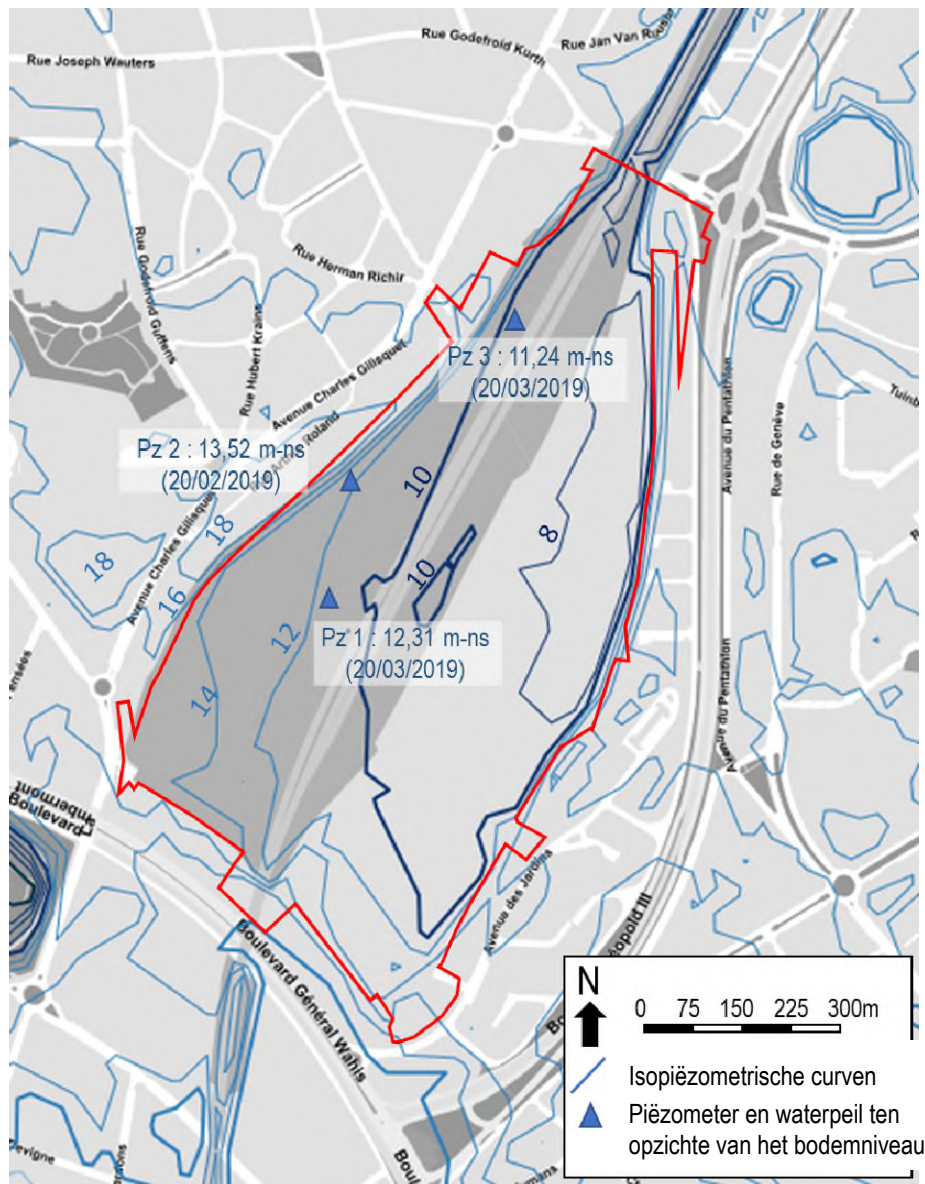 Rue Godefroid Kurth
Rue Jan Van
Rue Joseph Wauters
Rue Herman Richir
Rue Godefroid Guffens
Rue Hubert Krains
Avenue Charles Gilisquet
Pz 3 : 11,24 m-ns
(20/03/2019)
Pz 2 : 13,52 m-ns
(20/02/2019)
Roland
Avenue Charles Gilisquet
Avenue du Pentathlon
Rue de Genève
10
18
18
16
10
8
12
14
Pz 1 : 12,31 m-ns
(20/03/2019)
Avenue du Pentathlon
Boulevard
Avenue des Jardins
Boulevard Général Wahis
éopold III
N
0 75 150 225 300m
Isopiëzometrische curven
Piëzometer en waterpeil ten
opzichte van het bodemniveau